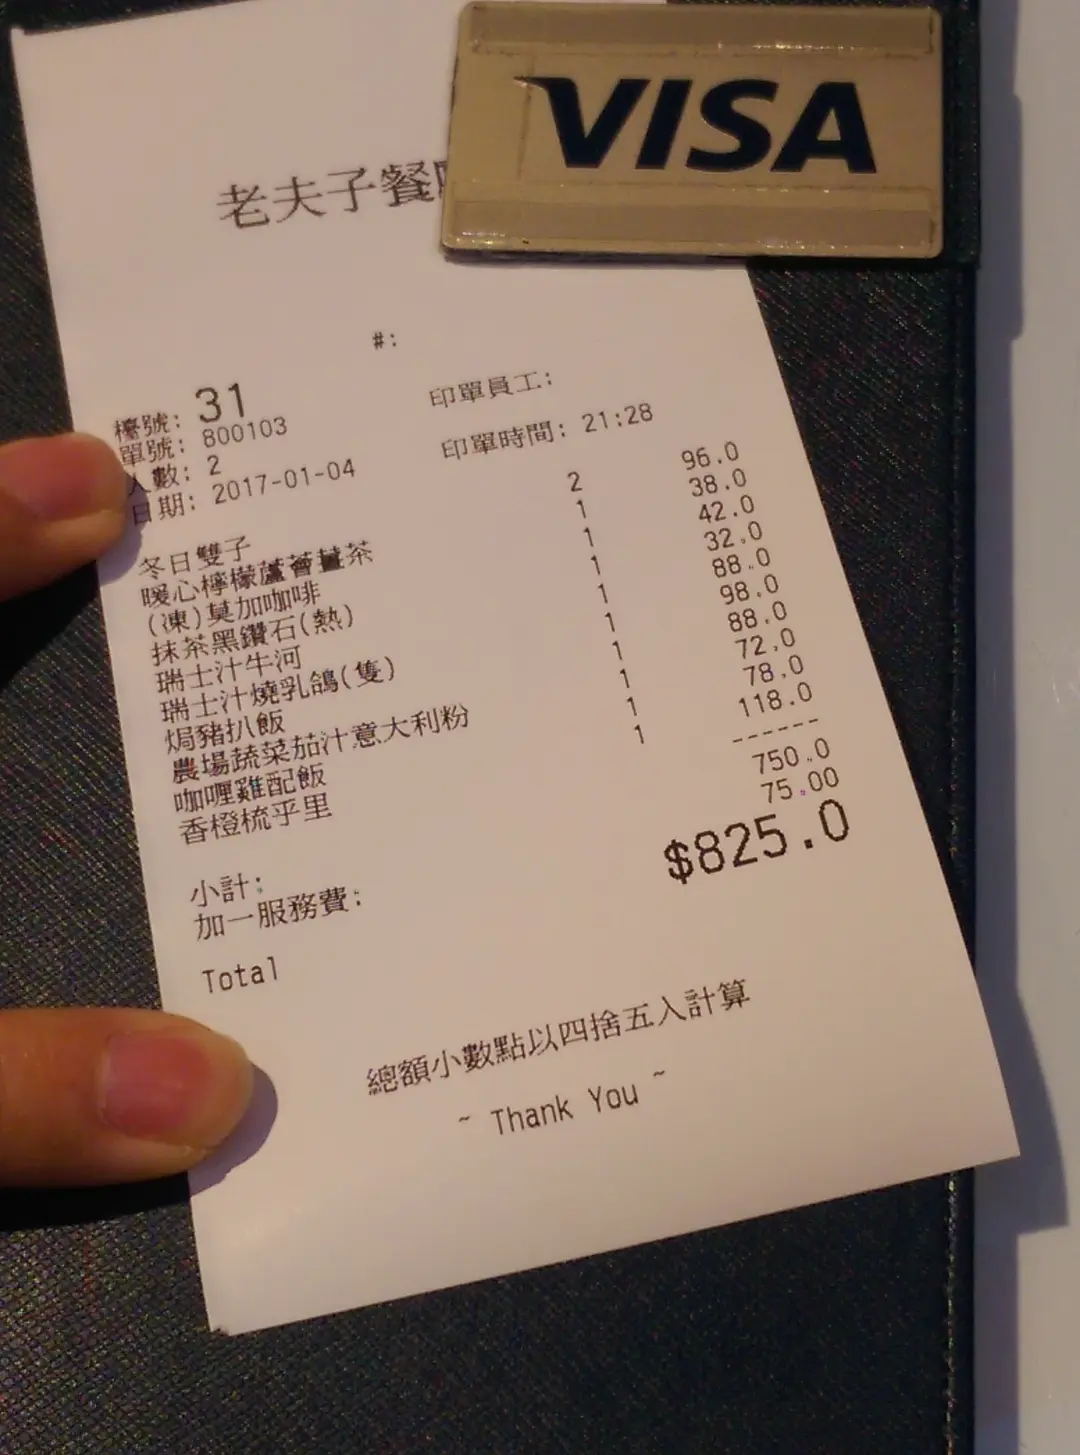 VISA
老夫子餐
#:
檯號: 31
印單員工:
單號: 800103
人數: 2
印單時間: 21:28
日期: 2017-01-04
冬日雙子 2 96.0
暖心檸檬蘆薈薑茶 1 38.0
(凍)莫加咖啡 1 42.0
抹茶黑鑽石(熱) 1 32.0
瑞士汁牛河 1 88.0
瑞士汁燒乳鴿(隻) 1 98.0
焗豬扒飯 1 88.0
農場蔬菜茄汁意大利粉 1 72.0
咖喱雞配飯 1 78.0
香橙梳乎里 1 118.0
------
小計: 750.0
加一服務費: 75.00
Total $825.0
總額小數點以四捨五入計算
~ Thank You ~